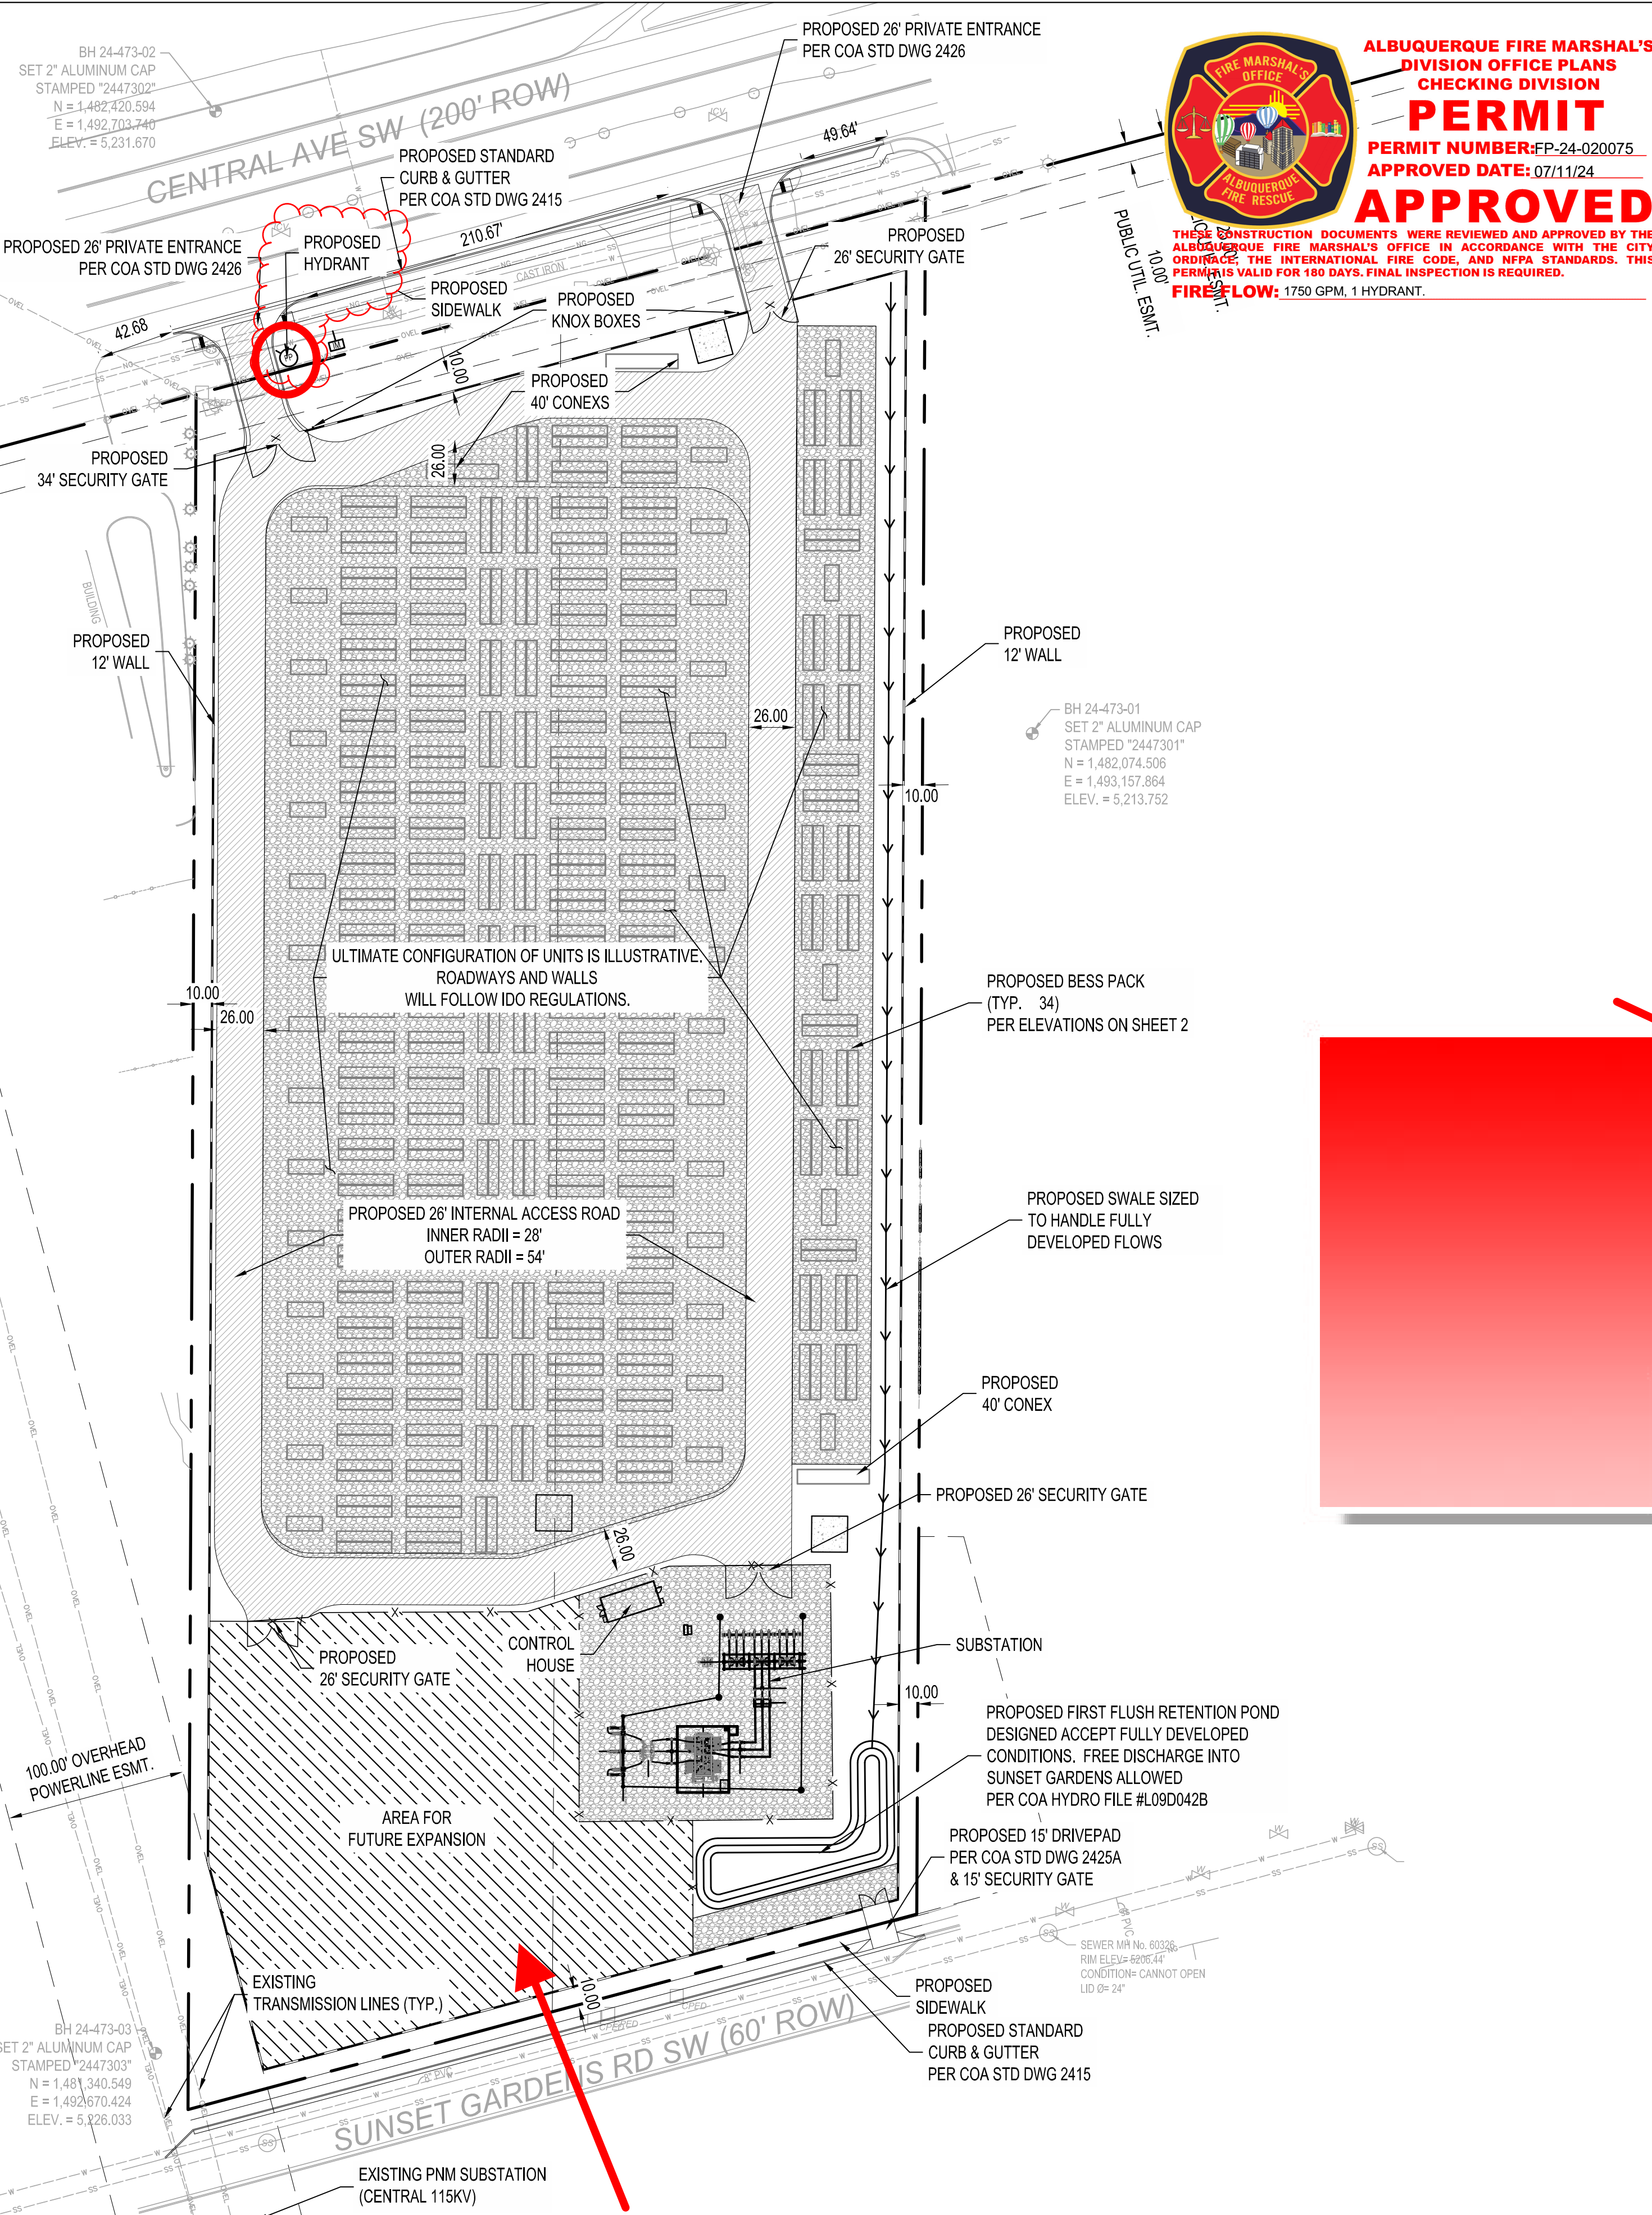 BH 24-473-02
SET 2" ALUMINUM CAP
STAMPED "2447302"
N = 1,482,420.594
E = 1,492,703.740
ELEV. = 5,231.670
CENTRAL AVE SW (200' ROW)
PROPOSED 26' PRIVATE ENTRANCE
PER COA STD DWG 2426
FIRE MARSHAL'S
OFFICE
ALBUQUERQUE
FIRE RESCUE
ALBUQUERQUE FIRE MARSHAL'S
DIVISION OFFICE PLANS
CHECKING DIVISION
PERMIT
PERMIT NUMBER: FP-24-020075
APPROVED DATE: 07/11/24
APPROVED
THESE CONSTRUCTION DOCUMENTS WERE REVIEWED AND APPROVED BY THE
ALBUQUERQUE FIRE MARSHAL'S OFFICE IN ACCORDANCE WITH THE CITY
ORDINACE, THE INTERNATIONAL FIRE CODE, AND NFPA STANDARDS. THIS
PERMIT IS VALID FOR 180 DAYS. FINAL INSPECTION IS REQUIRED.
FIRE FLOW: 1750 GPM, 1 HYDRANT.
10.00'
PUBLIC UTIL. ESMT.
49.64'
PROPOSED STANDARD
CURB & GUTTER
PER COA STD DWG 2415
210.67'
PROPOSED 26' PRIVATE ENTRANCE
PER COA STD DWG 2426
PROPOSED
HYDRANT
PROPOSED
26' SECURITY GATE
CAST IRON
PROPOSED
SIDEWALK
PROPOSED
KNOX BOXES
42.68
10.00
PROPOSED
40' CONEXS
26.00
PROPOSED
34' SECURITY GATE
BUILDING
PROPOSED
12' WALL
PROPOSED
12' WALL
26.00
BH 24-473-01
SET 2" ALUMINUM CAP
STAMPED "2447301"
N = 1,482,074.506
E = 1,493,157.864
ELEV. = 5,213.752
10.00
ULTIMATE CONFIGURATION OF UNITS IS ILLUSTRATIVE.
ROADWAYS AND WALLS
WILL FOLLOW IDO REGULATIONS.
10.00
26.00
PROPOSED BESS PACK
(TYP. 34)
PER ELEVATIONS ON SHEET 2
PROPOSED 26' INTERNAL ACCESS ROAD
INNER RADII = 28'
OUTER RADII = 54'
PROPOSED SWALE SIZED
TO HANDLE FULLY
DEVELOPED FLOWS
PROPOSED
40' CONEX
PROPOSED 26' SECURITY GATE
26.00
PROPOSED
26' SECURITY GATE
CONTROL
HOUSE
SUBSTATION
10.00
PROPOSED FIRST FLUSH RETENTION POND
DESIGNED ACCEPT FULLY DEVELOPED
CONDITIONS. FREE DISCHARGE INTO
SUNSET GARDENS ALLOWED
PER COA HYDRO FILE #L09D042B
100.00' OVERHEAD
POWERLINE ESMT.
AREA FOR
FUTURE EXPANSION
PROPOSED 15' DRIVEPAD
PER COA STD DWG 2425A
& 15' SECURITY GATE
SEWER MH No. 60326
RIM ELEV= 5206.44'
CONDITION= CANNOT OPEN
LID Ø= 24"
EXISTING
TRANSMISSION LINES (TYP.)
10.00
PROPOSED
SIDEWALK
PROPOSED STANDARD
CURB & GUTTER
PER COA STD DWG 2415
BH 24-473-03
SET 2" ALUMINUM CAP
STAMPED "2447303"
N = 1,481,340.549
E = 1,492,670.424
ELEV. = 5,226.033
8" PVC
SUNSET GARDENS RD SW (60' ROW)
EXISTING PNM SUBSTATION
(CENTRAL 115KV)